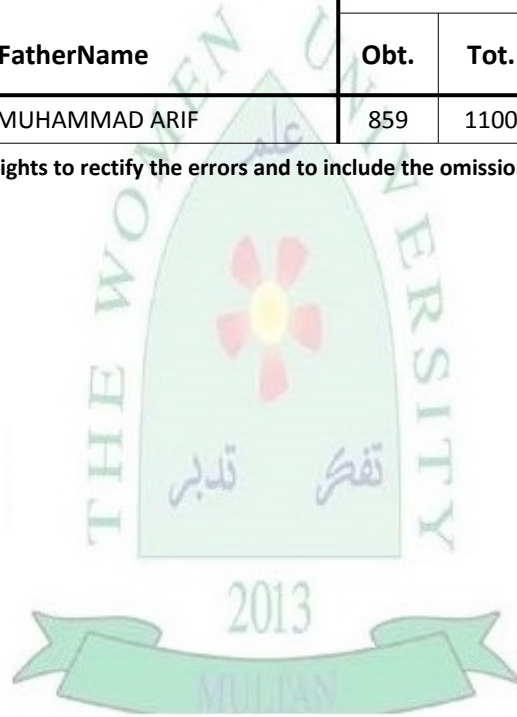 FatherName Obt. Tot.
MUHAMMAD ARIF 859 1100
ights to rectify the errors and to include the omission
THE WOMEN UNIVERSITY
علم
تدبر تفکر
2013
MULTAN